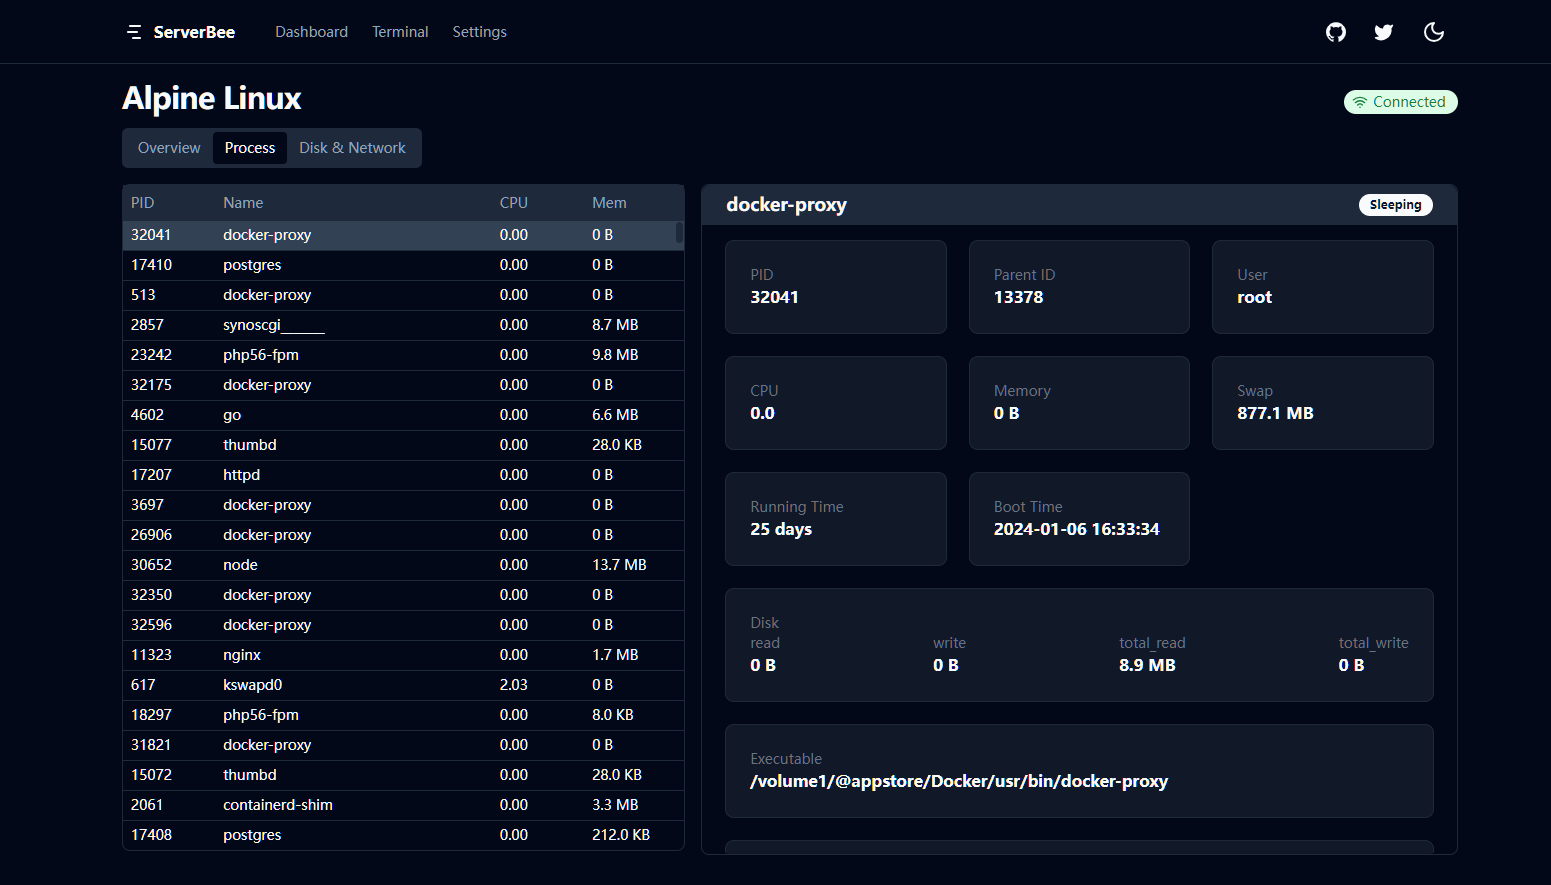 ServerBee Dashboard Terminal Settings
Alpine Linux
Connected
Overview Process Disk & Network
PID Name CPU Mem
32041 docker-proxy 0.00 0 B
17410 postgres 0.00 0 B
513 docker-proxy 0.00 0 B
2857 synoscgi______ 0.00 8.7 MB
23242 php56-fpm 0.00 9.8 MB
32175 docker-proxy 0.00 0 B
4602 go 0.00 6.6 MB
15077 thumbd 0.00 28.0 KB
17207 httpd 0.00 0 B
3697 docker-proxy 0.00 0 B
26906 docker-proxy 0.00 0 B
30652 node 0.00 13.7 MB
32350 docker-proxy 0.00 0 B
32596 docker-proxy 0.00 0 B
11323 nginx 0.00 1.7 MB
617 kswapd0 2.03 0 B
18297 php56-fpm 0.00 8.0 KB
31821 docker-proxy 0.00 0 B
15072 thumbd 0.00 28.0 KB
2061 containerd-shim 0.00 3.3 MB
17408 postgres 0.00 212.0 KB
docker-proxy Sleeping
PID Parent ID User
32041 13378 root
CPU Memory Swap
0.0 0 B 877.1 MB
Running Time Boot Time
25 days 2024-01-06 16:33:34
Disk
read write total_read total_write
0 B 0 B 8.9 MB 0 B
Executable
/volume1/@appstore/Docker/usr/bin/docker-proxy